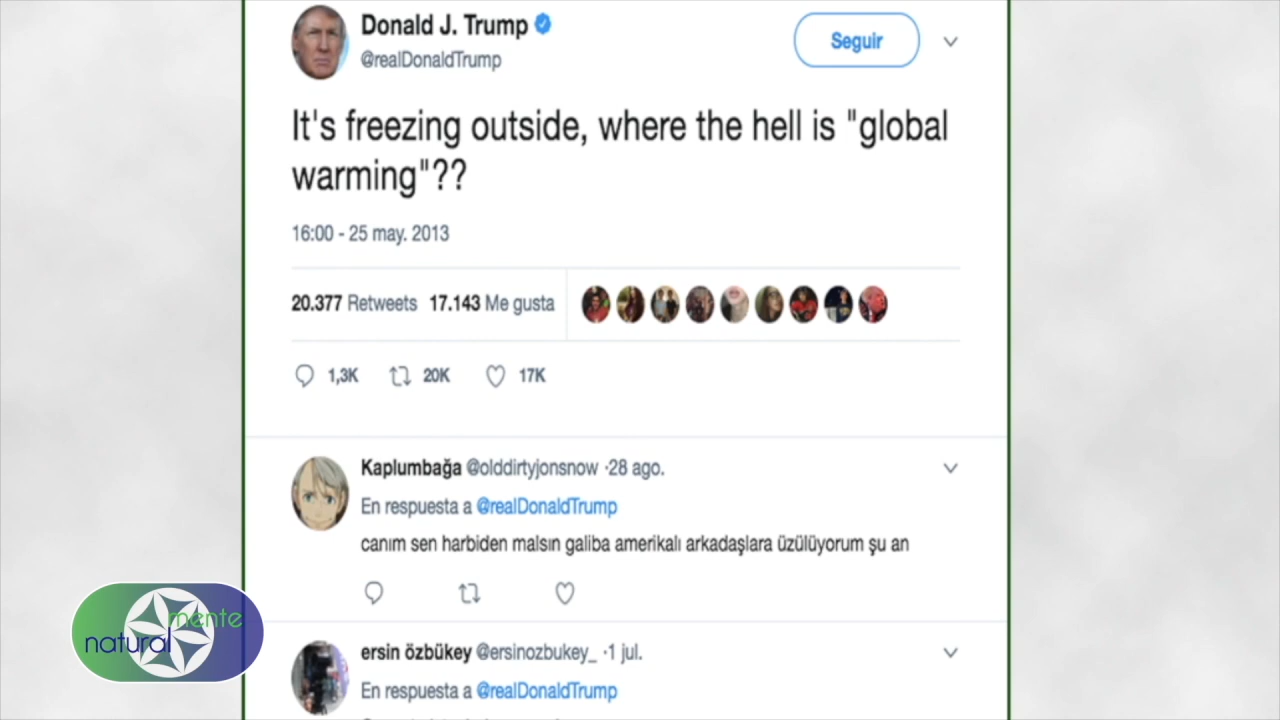 Donald J. Trump
@realDonaldTrump
Seguir
It's freezing outside, where the hell is "global
warming"??
16:00 - 25 may. 2013
20.377 Retweets 17.143 Me gusta
1,3K 20K 17K
Kaplumbağa @olddirtyjonsnow ·28 ago.
En respuesta a @realDonaldTrump
canım sen harbiden malsın galiba amerikalı arkadaşlara üzülüyorum şu an
ersin özbükey @ersinozbukey_ ·1 jul.
En respuesta a @realDonaldTrump
natural
mente